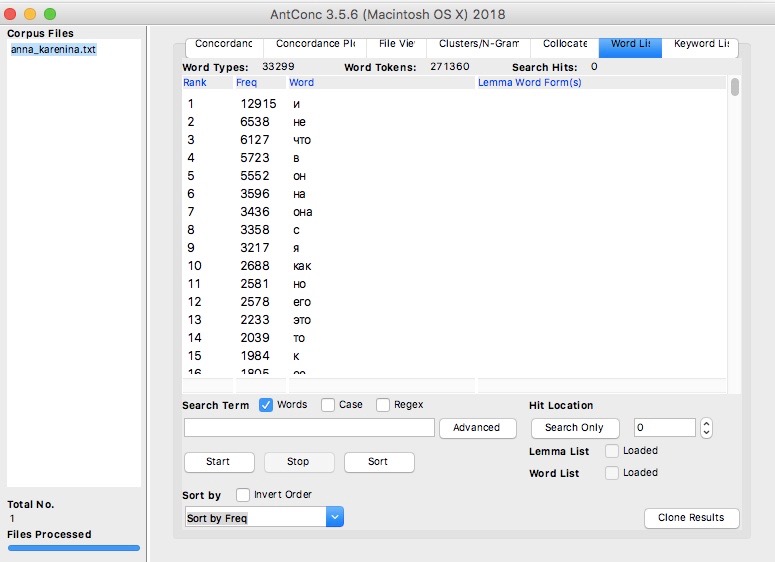 AntConc 3.5.6 (Macintosh OS X) 2018
Corpus Files
anna_karenina.txt
Concordanc Concordance Plo File Viev Clusters/N-Gram Collocate Word Lis Keyword Lis
Word Types: 33299 Word Tokens: 271360 Search Hits: 0
Rank Freq Word Lemma Word Form(s)
1 12915 и
2 6538 не
3 6127 что
4 5723 в
5 5552 он
6 3596 на
7 3436 она
8 3358 с
9 3217 я
10 2688 как
11 2581 но
12 2578 его
13 2233 это
14 2039 то
15 1984 к
16 1805 ее
Search Term Words Case Regex Hit Location
Advanced Search Only 0
Start Stop Sort Lemma List Loaded
Word List Loaded
Sort by Invert Order
Sort by Freq
Clone Results
Total No.
1
Files Processed